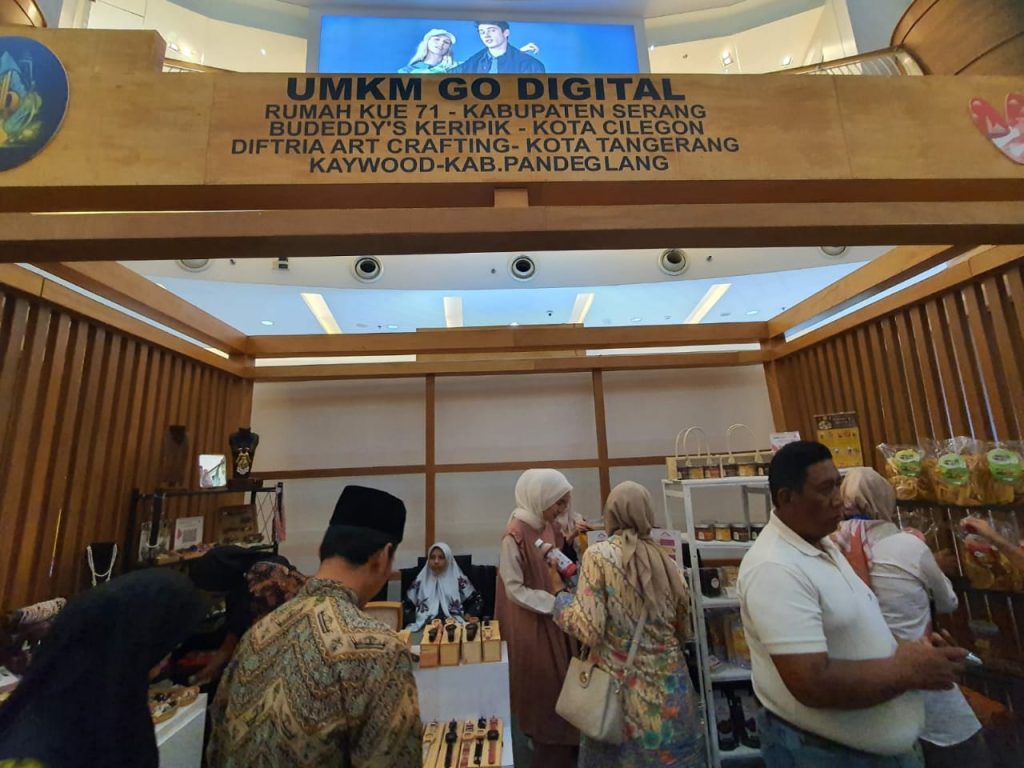 UMKM GO DIGITAL
RUMAH KUE 71 - KABUPATEN SERANG
BUDEDDY'S KERIPIK - KOTA CILEGON
DIFTRIA ART CRAFTING- KOTA TANGERANG
KAYWOOD-KAB.PANDEGLANG